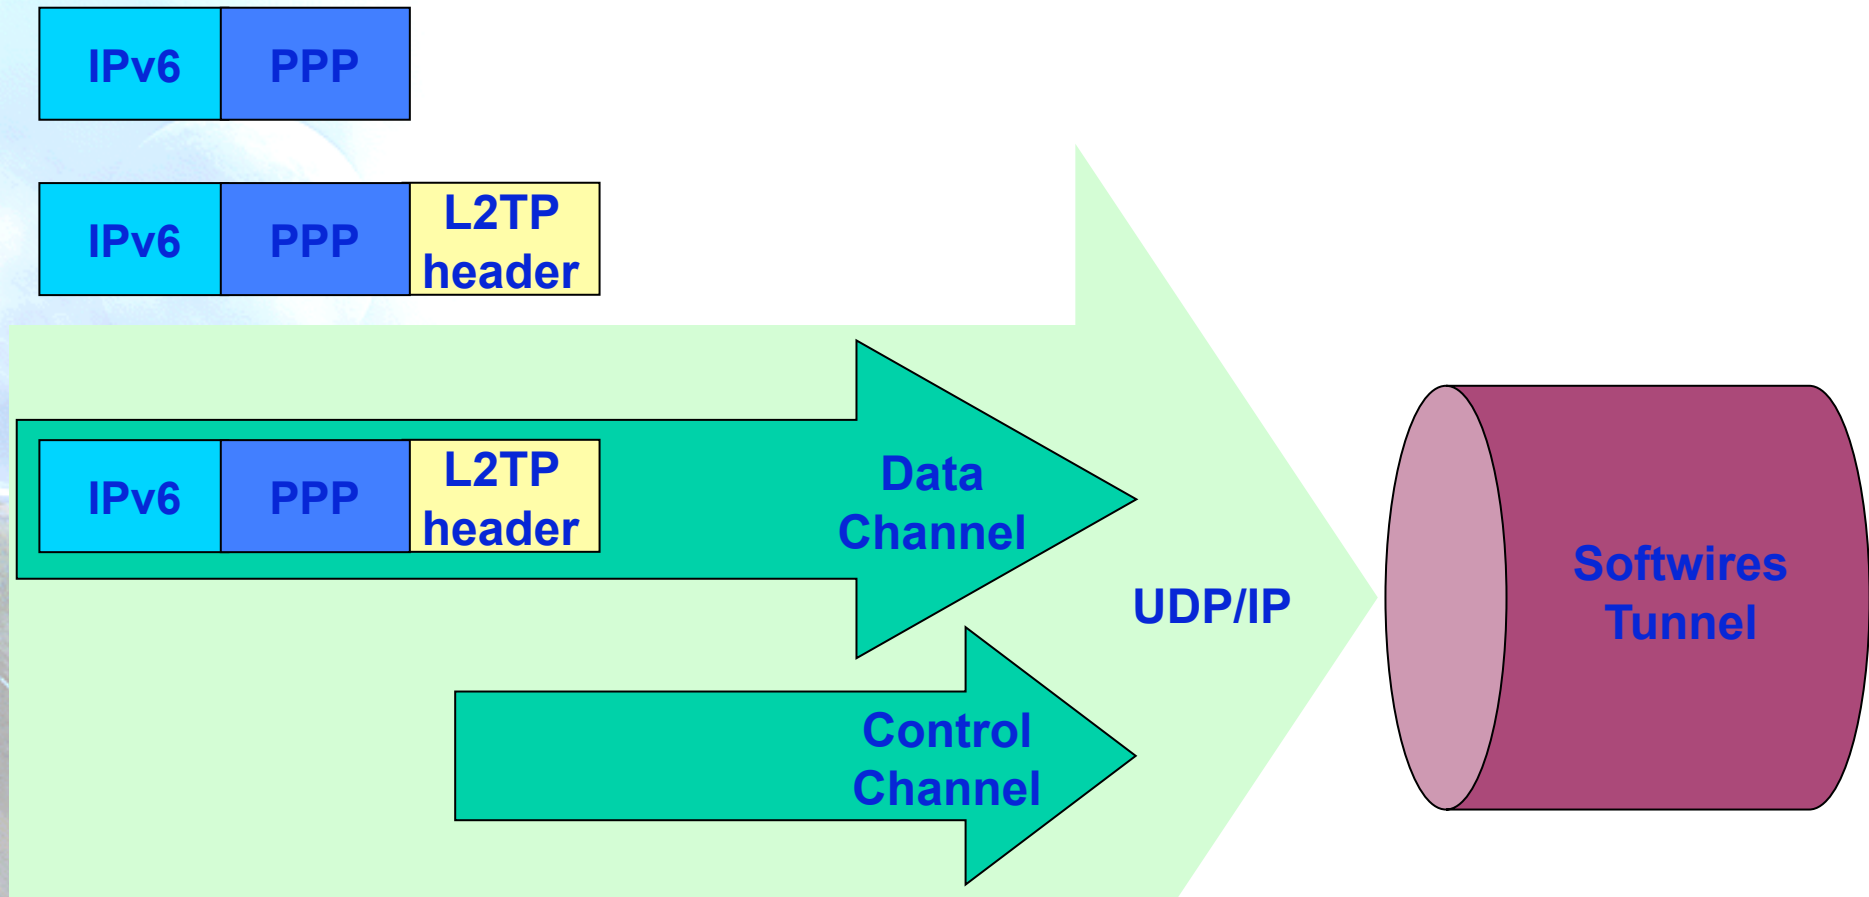 IPv6 PPP
IPv6 PPP L2TP
header
IPv6 PPP L2TP
header
Data
Channel
UDP/IP
Control
Channel
Softwires
Tunnel